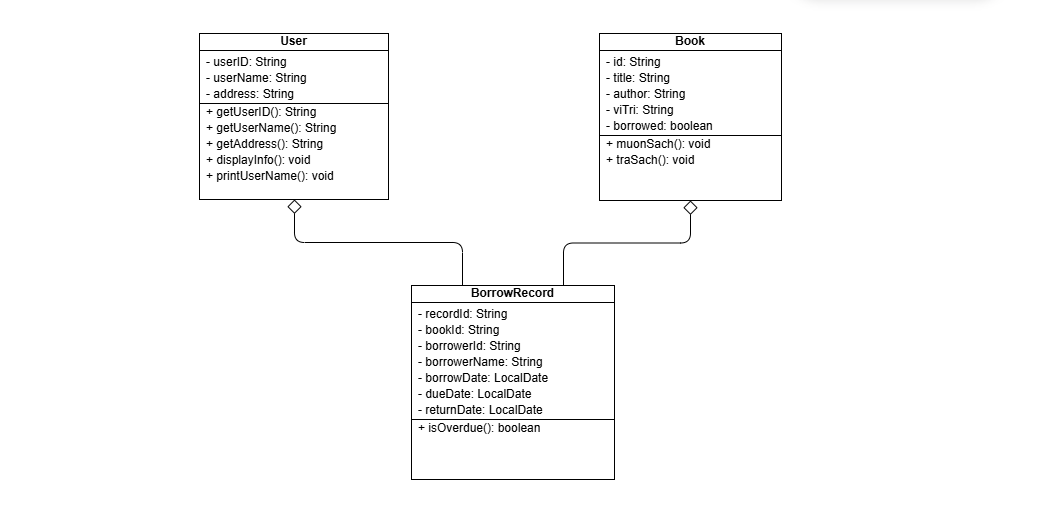 User
- userID: String
- userName: String
- address: String
+ getUserID(): String
+ getUserName(): String
+ getAddress(): String
+ displayInfo(): void
+ printUserName(): void
Book
- id: String
- title: String
- author: String
- viTri: String
- borrowed: boolean
+ muonSach(): void
+ traSach(): void
BorrowRecord
- recordId: String
- bookId: String
- borrowerId: String
- borrowerName: String
- borrowDate: LocalDate
- dueDate: LocalDate
- returnDate: LocalDate
+ isOverdue(): boolean